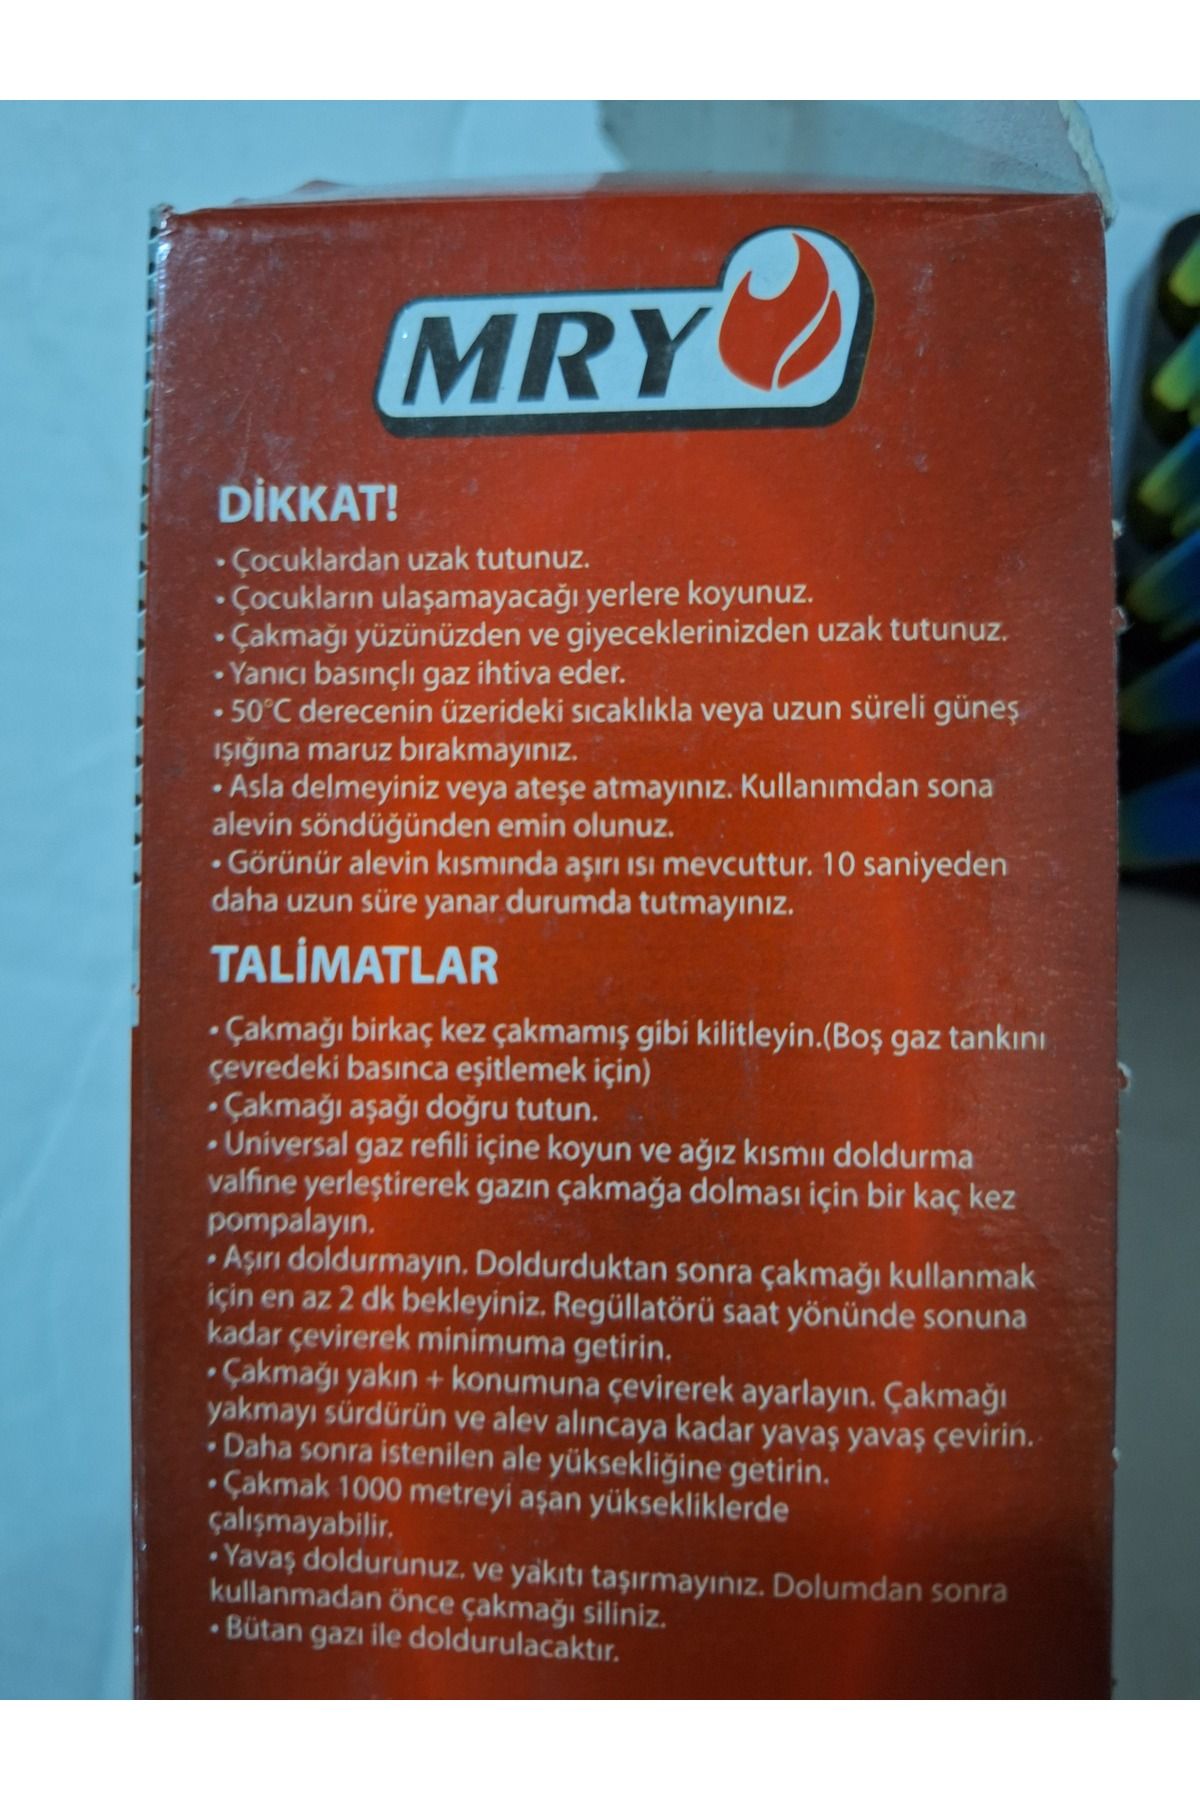 MRY
DİKKAT!
• Çocuklardan uzak tutunuz.
• Çocukların ulaşamayacağı yerlere koyunuz.
• Çakmağı yüzünüzden ve giyeceklerinizden uzak tutunuz.
• Yanıcı basınçlı gaz ihtiva eder.
• 50°C derecenin üzerideki sıcaklıkla veya uzun süreli güneş
ışığına maruz bırakmayınız.
• Asla delmeyiniz veya ateşe atmayınız. Kullanımdan sona
alevin söndüğünden emin olunuz.
• Görünür alevin kısmında aşırı ısı mevcuttur. 10 saniyeden
daha uzun süre yanar durumda tutmayınız.
TALİMATLAR
• Çakmağı birkaç kez çakmamış gibi kilitleyin.(Boş gaz tankını
çevredeki basınca eşitlemek için)
• Çakmağı aşağı doğru tutun.
• Universal gaz refili içine koyun ve ağız kısmıı doldurma
valfine yerleştirerek gazın çakmağa dolması için bir kaç kez
pompalayın.
• Aşırı doldurmayın. Doldurduktan sonra çakmağı kullanmak
için en az 2 dk bekleyiniz. Regüllatörü saat yönünde sonuna
kadar çevirerek minimuma getirin.
• Çakmağı yakın + konumuna çevirerek ayarlayın. Çakmağı
yakmayı sürdürün ve alev alıncaya kadar yavaş yavaş çevirin.
• Daha sonra istenilen ale yüksekliğine getirin.
• Çakmak 1000 metreyi aşan yüksekliklerde
çalışmayabilir.
• Yavaş doldurunuz. ve yakıtı taşırmayınız. Dolumdan sonra
kullanmadan önce çakmağı siliniz.
• Bütan gazı ile doldurulacaktır.